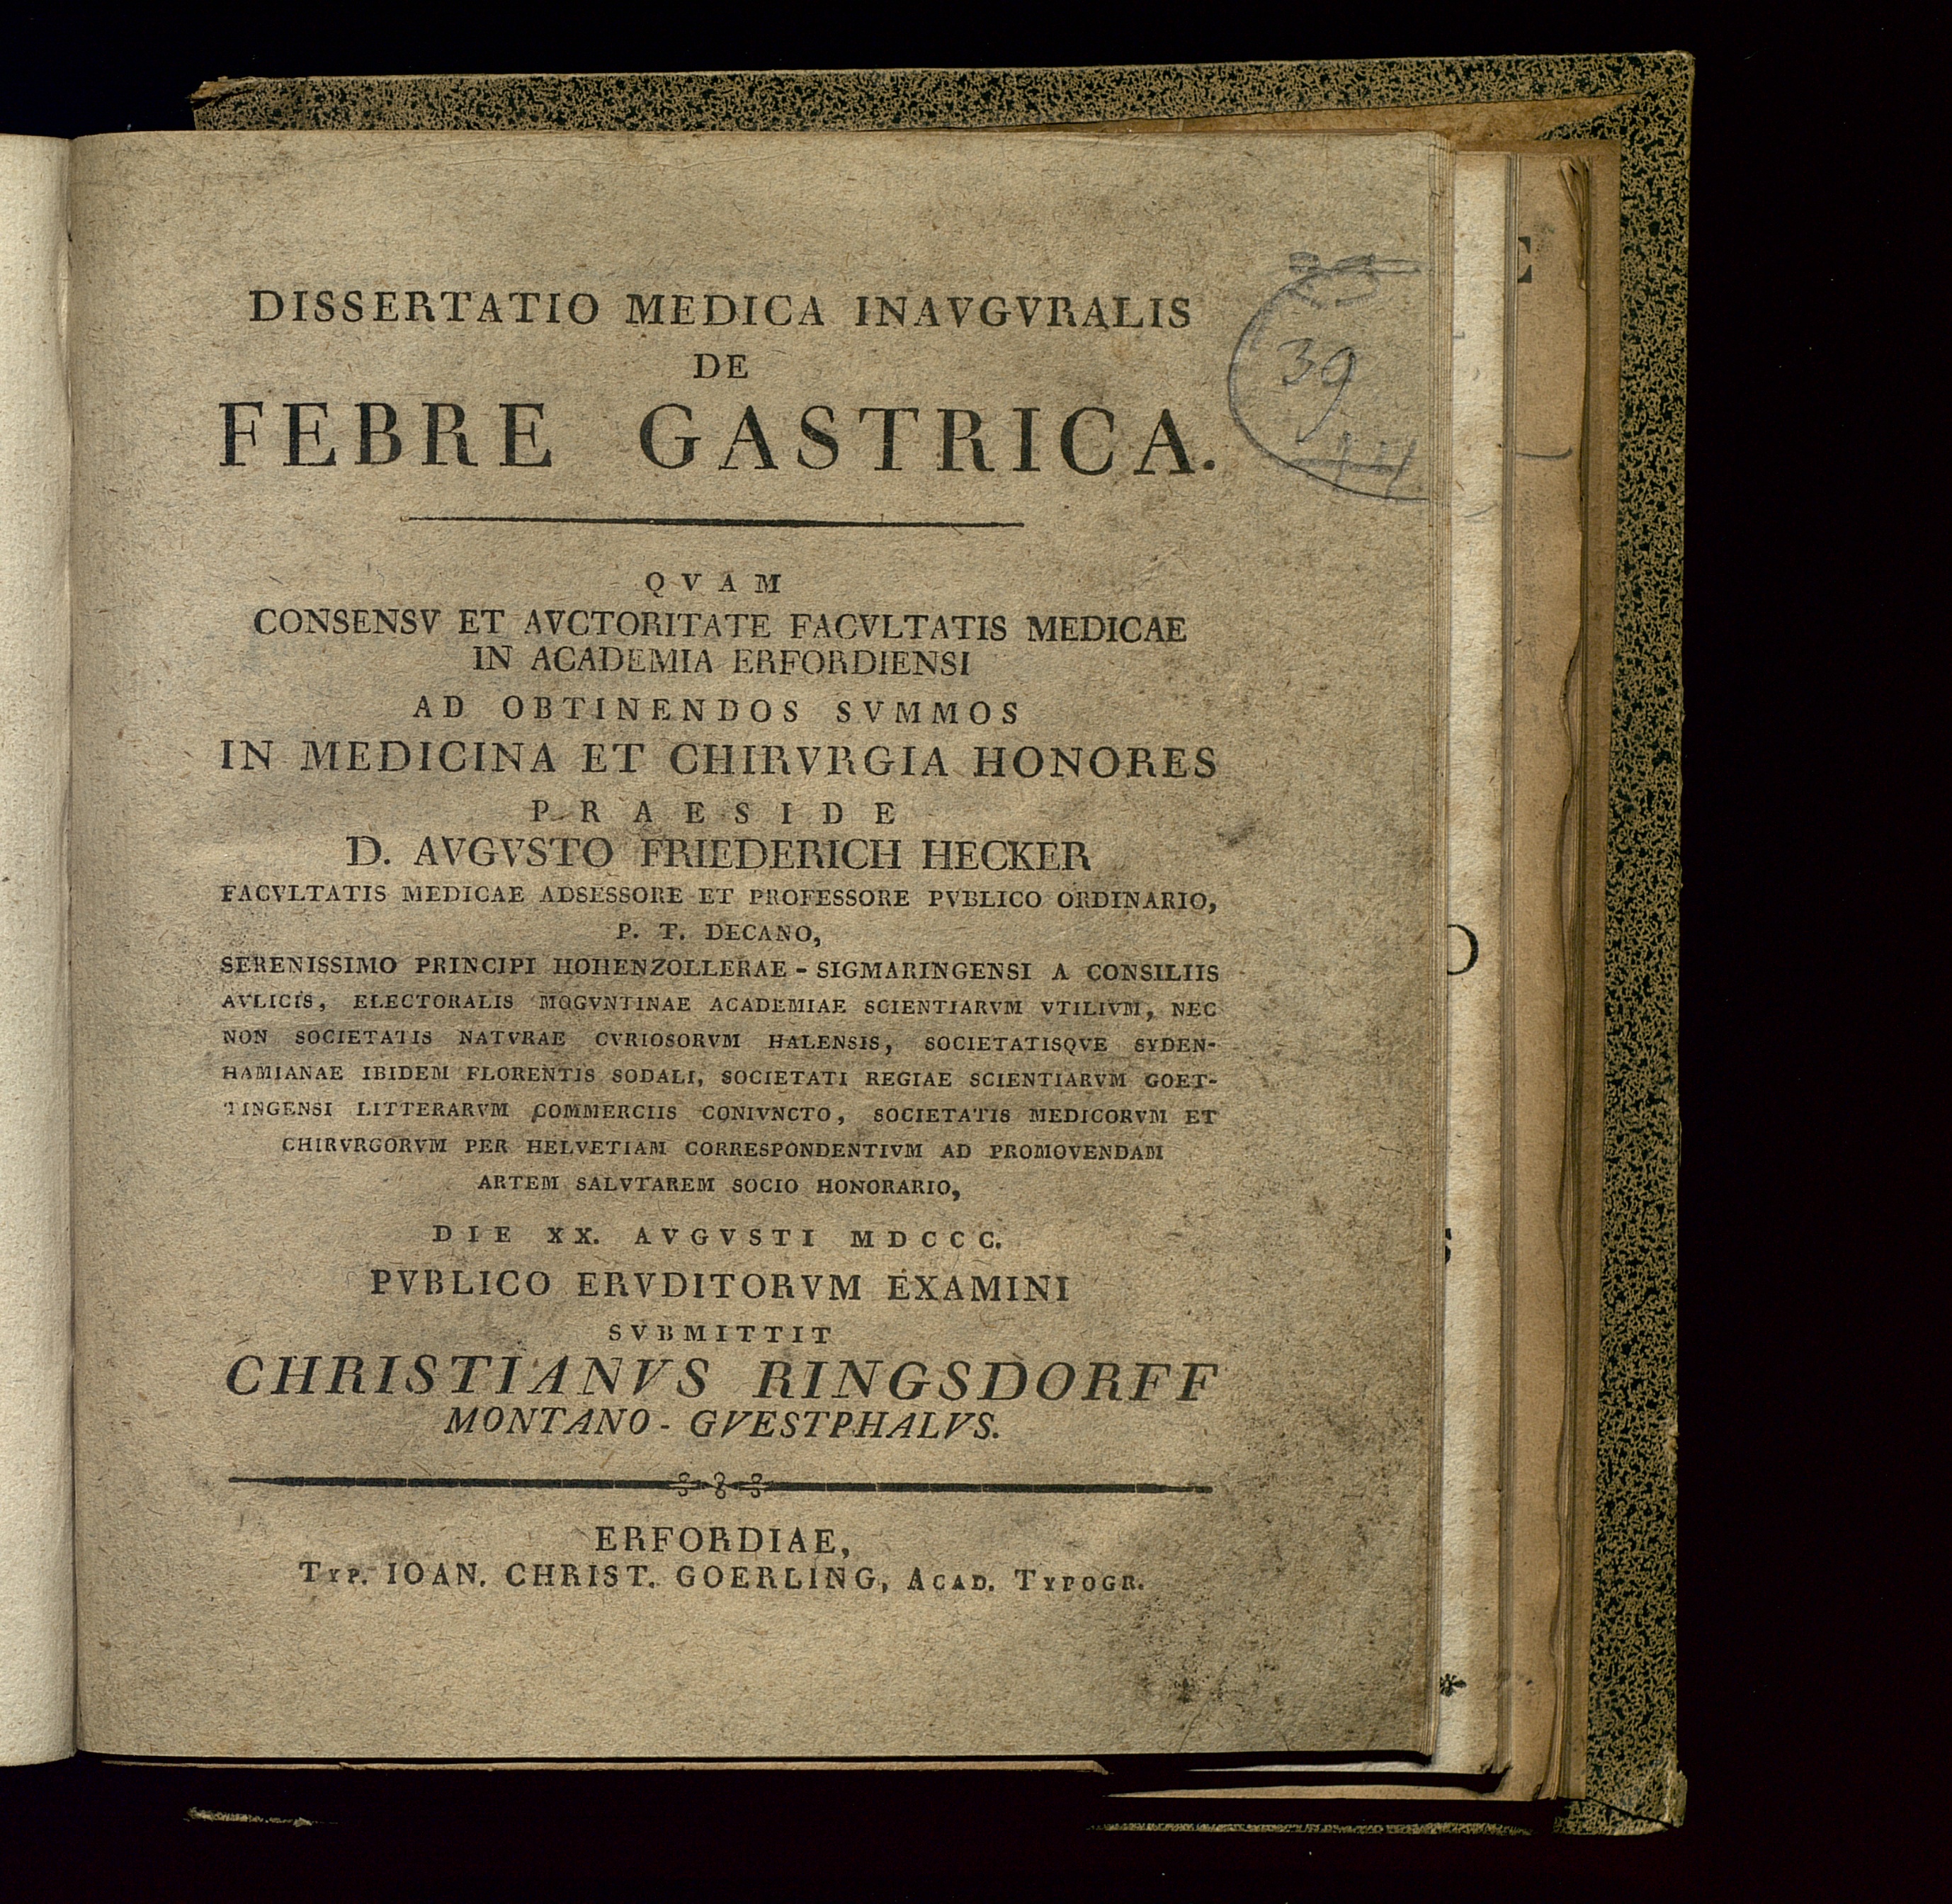 DISSERTATIO MEDICA INAVGVRALIS
DE
FEBRE GASTRICA.
39
44
QVAM
CONSENSV ET AVCTORITATE FACVLTATIS MEDICAE
IN ACADEMIA ERFORDIENSI
AD OBTINENDOS SVMMOS
IN MEDICINA ET CHIRVRGIA HONORES
PRAESIDE
D. AVGVSTO FRIEDERICH HECKER
FACVLTATIS MEDICAE ADSESSORE ET PROFESSORE PVBLICO ORDINARIO,
P. T. DECANO,
SERENISSIMO PRINCIPI HOHENZOLLERAE - SIGMARINGENSI A CONSILIIS
AVLICIS, ELECTORALIS MOGVNTINAE ACADEMIAE SCIENTIARVM VTILIVM, NEC
NON SOCIETATIS NATVRAE CVRIOSORVM HALENSIS, SOCIETATISQVE SYDEN-
HAMIANAE IBIDEM FLORENTIS SODALI, SOCIETATI REGIAE SCIENTIARVM GOET-
TINGENSI LITTERARVM COMMERCIIS CONIVNCTO, SOCIETATIS MEDICORVM ET
CHIRVRGORVM PER HELVETIAM CORRESPONDENTIVM AD PROMOVENDAM
ARTEM SALVTAREM SOCIO HONORARIO,
DIE XX. AVGVSTI MDCCC.
PVBLICO ERVDITORVM EXAMINI
SVBMITTIT
CHRISTIANVS RINGSDORFF
MONTANO - GVESTPHALVS.
ERFORDIAE,
TYP. IOAN. CHRIST. GOERLING, ACAD. TYPOGR.